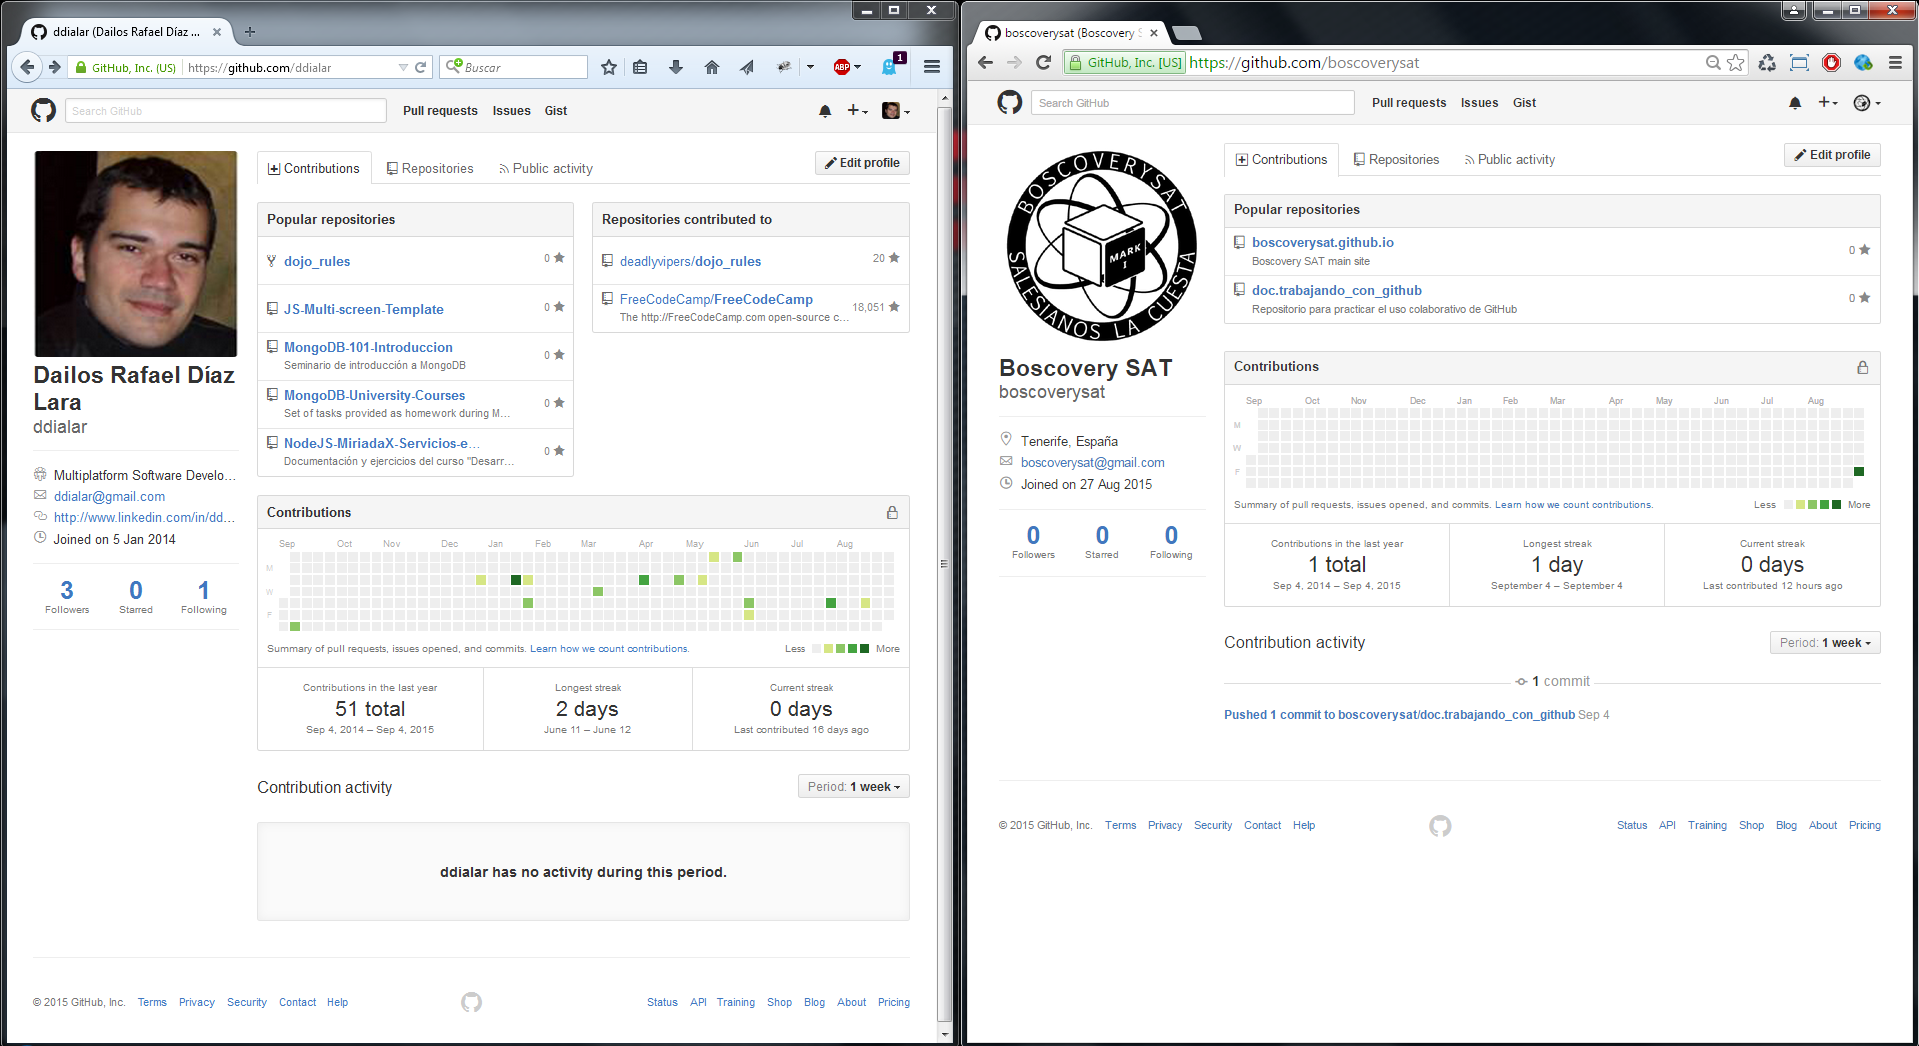 ddialar (Dailos Rafael Díaz ...
GitHub, Inc. (US)
https://github.com/ddialar
Buscar
ABP
1
Search GitHub
Pull requests
Issues
Gist
Contributions
Repositories
Public activity
Edit profile
Dailos Rafael Díaz
Lara
ddialar
Multiplatform Software Develo...
ddialar@gmail.com
http://www.linkedin.com/in/dd...
Joined on 5 Jan 2014
3
Followers
0
Starred
1
Following
Popular repositories
dojo_rules
0
JS-Multi-screen-Template
0
MongoDB-101-Introduccion
Seminario de introducción a MongoDB
0
MongoDB-University-Courses
Set of tasks provided as homework during M...
0
NodeJS-MiriadaX-Servicios-e...
Documentación y ejercicios del curso "Desarr...
0
Repositories contributed to
deadlyvipers/dojo_rules
20
FreeCodeCamp/FreeCodeCamp
The http://FreeCodeCamp.com open-source c...
18,051
Contributions
Sep Oct Nov Dec Jan Feb Mar Apr May Jun Jul Aug
M
W
F
Summary of pull requests, issues opened, and commits. Learn how we count contributions.
Less More
Contributions in the last year
51 total
Sep 4, 2014 – Sep 4, 2015
Longest streak
2 days
June 11 – June 12
Current streak
0 days
Last contributed 16 days ago
Contribution activity
Period: 1 week
ddialar has no activity during this period.
© 2015 GitHub, Inc. Terms Privacy Security Contact Help
Status API Training Shop Blog About Pricing
boscoverysat (Boscovery S
GitHub, Inc. [US]
https://github.com/boscoverysat
Search GitHub
Pull requests
Issues
Gist
Contributions
Repositories
Public activity
Edit profile
BOSCOVERYSAT
MARK
I
SALESIANOS LA CUESTA
Boscovery SAT
boscoverysat
Tenerife, España
boscoverysat@gmail.com
Joined on 27 Aug 2015
0
Followers
0
Starred
0
Following
Popular repositories
boscoverysat.github.io
Boscovery SAT main site
0
doc.trabajando_con_github
Repositorio para practicar el uso colaborativo de GitHub
0
Contributions
Sep Oct Nov Dec Jan Feb Mar Apr May Jun Jul Aug
M
W
F
Summary of pull requests, issues opened, and commits. Learn how we count contributions.
Less More
Contributions in the last year
1 total
Sep 4, 2014 – Sep 4, 2015
Longest streak
1 day
September 4 – September 4
Current streak
0 days
Last contributed 12 hours ago
Contribution activity
Period: 1 week
1 commit
Pushed 1 commit to boscoverysat/doc.trabajando_con_github Sep 4
© 2015 GitHub, Inc. Terms Privacy Security Contact Help
Status API Training Shop Blog About Pricing